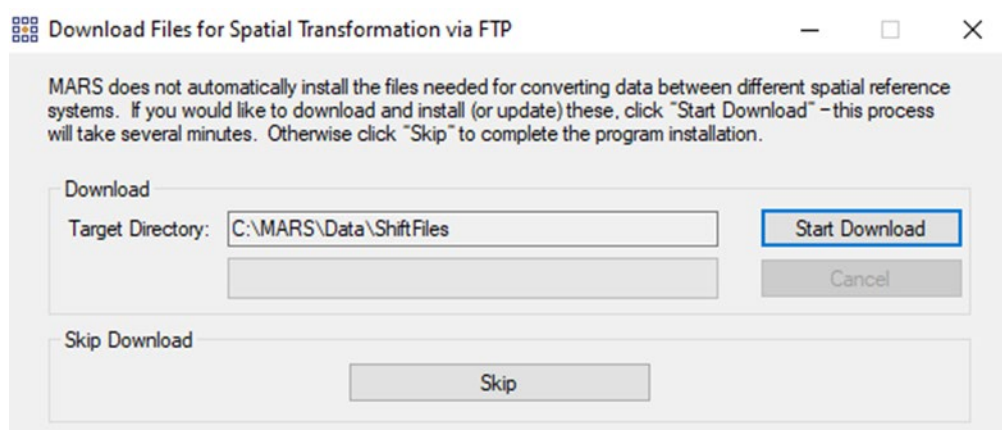 Download Files for Spatial Transformation via FTP
MARS does not automatically install the files needed for converting data between different spatial reference
systems.  If you would like to download and install (or update) these, click "Start Download" – this process
will take several minutes.  Otherwise click "Skip" to complete the program installation.
Download
Target Directory: C:\MARS\Data\ShiftFiles Start Download
Cancel
Skip Download
Skip